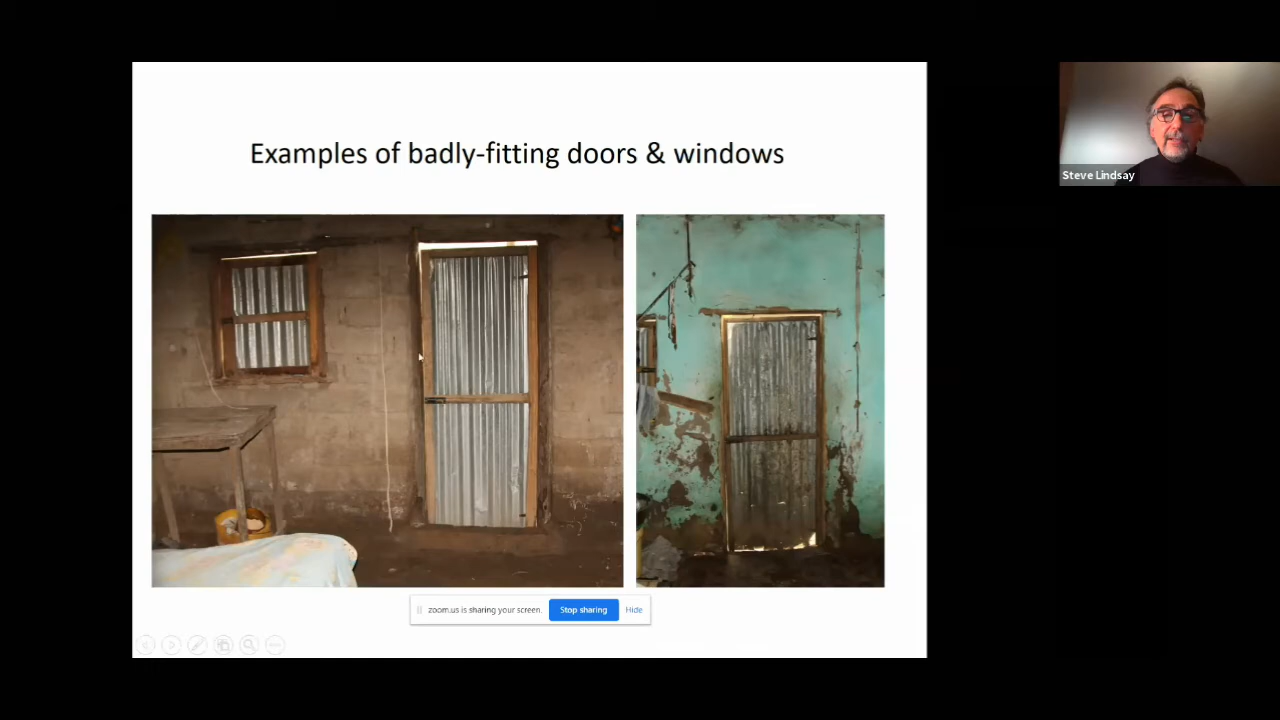 Examples of badly-fitting doors & windows
Steve Lindsay
zoom.us is sharing your screen.
Stop sharing
Hide